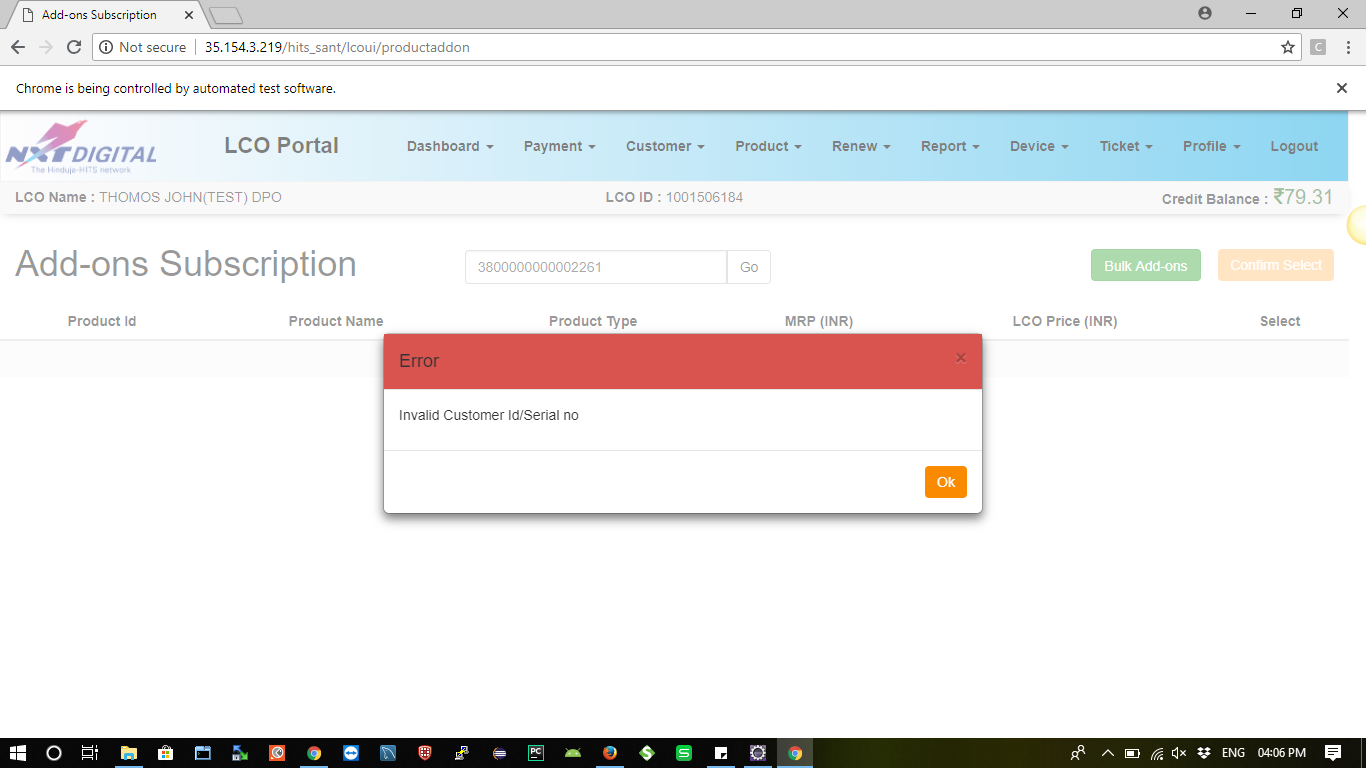 Add-ons Subscription
Not secure 35.154.3.219/hits_sant/lcoui/productaddon
C
Chrome is being controlled by automated test software.
NXTDIGITAL
The Hinduja-HITS network
LCO Portal Dashboard Payment Customer Product Renew Report Device Ticket Profile Logout
LCO Name : THOMOS JOHN(TEST) DPO LCO ID : 1001506184 Credit Balance : ₹79.31
Add-ons Subscription 3800000000002261 Go Bulk Add-ons Confirm Select
Product Id Product Name Product Type MRP (INR) LCO Price (INR) Select
Error ×
Invalid Customer Id/Serial no
Ok
PC S S ENG 04:06 PM